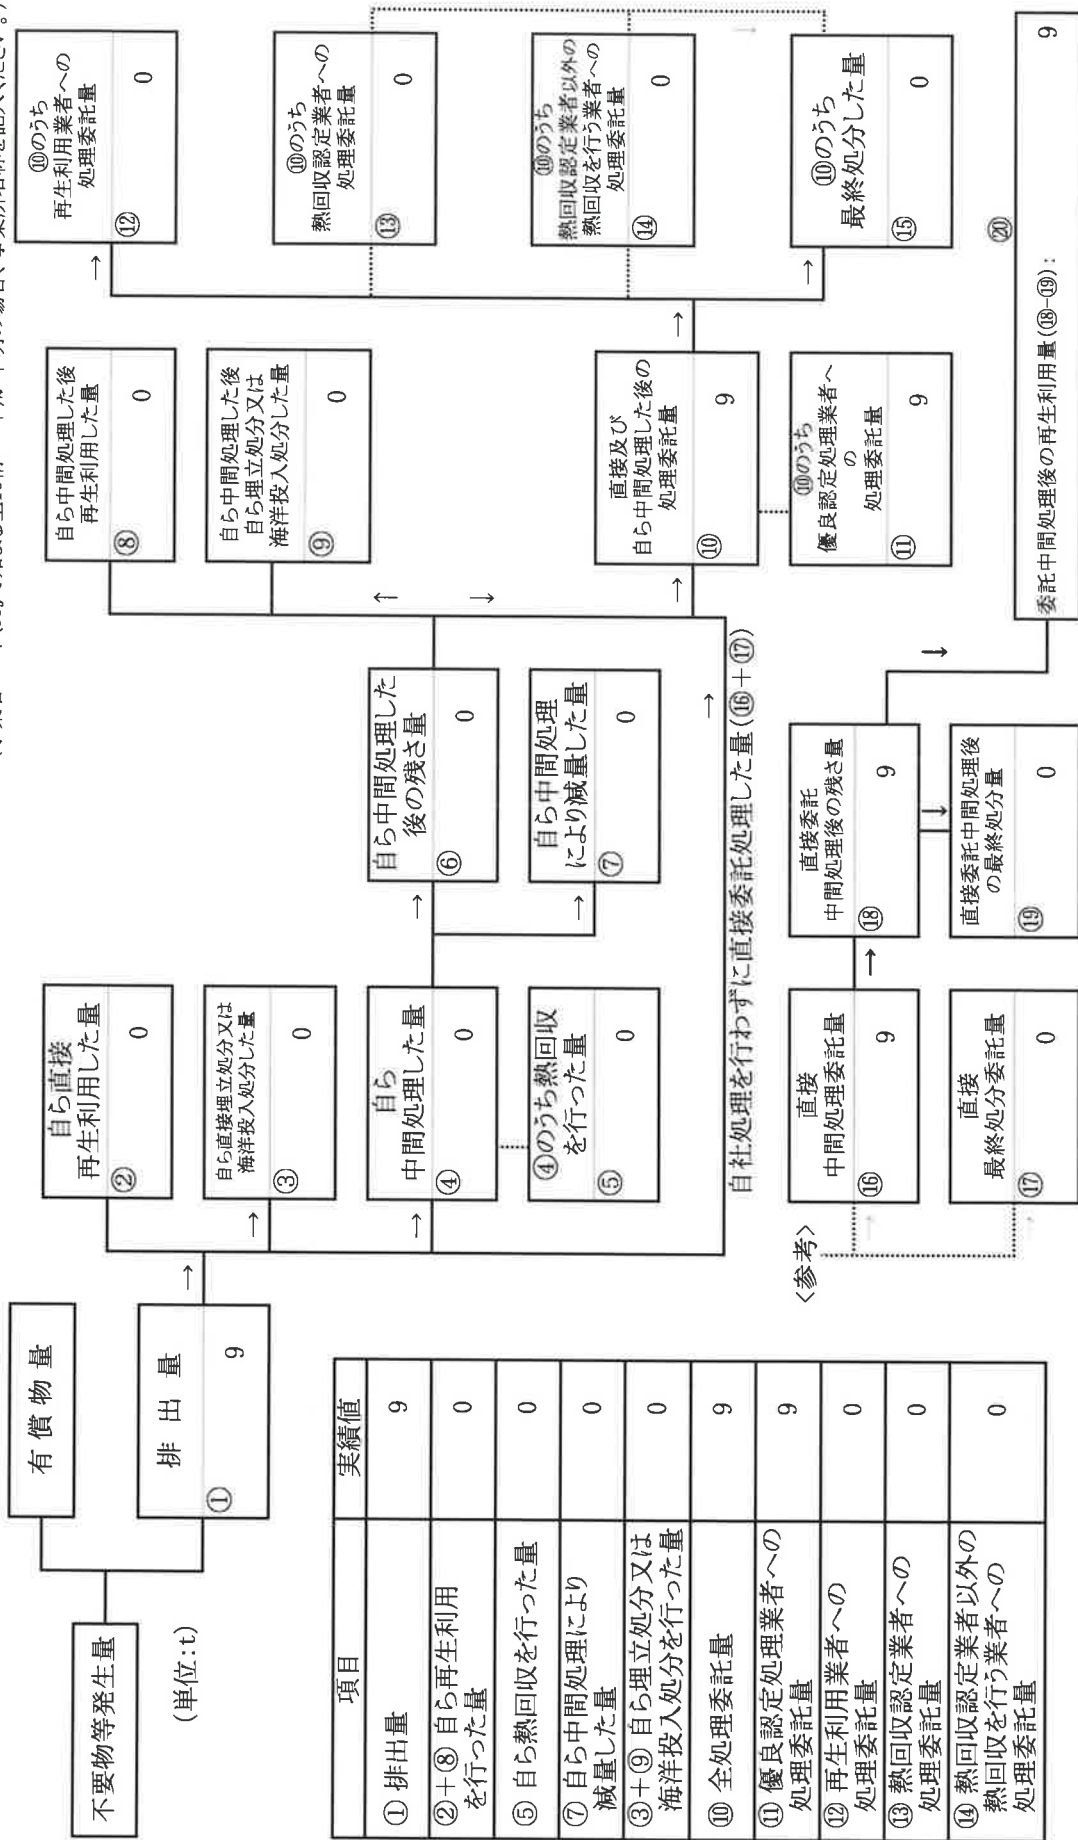 不要物等発生量
(単位:t)
有償物量
排出量
① 9
自ら直接
再生利用した量
② 0
自ら直接埋立処分又は
海洋投入処分した量
③ 0
自ら
中間処理した量
④ 0
④のうち熱回収
を行った量
⑤ 0
自ら中間処理した
後の残さ量
⑥ 0
自ら中間処理
により減量した量
⑦ 0
自ら中間処理した後
再生利用した量
⑧ 0
自ら中間処理した後
自ら埋立処分又は
海洋投入処分した量
⑨ 0
直接及び
自ら中間処理した後の
処理委託量
⑩ 9
⑩のうち
優良認定処理業者へ
の
処理委託量
⑪ 9
⑩のうち
再生利用業者への
処理委託量
⑫ 0
⑩のうち
熱回収認定業者への
処理委託量
⑬ 0
⑩のうち
熱回収認定業者以外の
熱回収を行う業者への
処理委託量
⑭ 0
⑩のうち
最終処分した量
⑮ 0
自社処理を行わずに直接委託処理した量(⑯+⑰)
<参考>
直接
中間処理委託量
⑯ 9
直接
最終処分委託量
⑰ 0
直接委託
中間処理後の残さ量
⑱ 9
直接委託中間処理後
の最終処分量
⑲ 0
⑳
委託中間処理後の再生利用量(⑱-⑲): 9
項目 実績値
① 排出量 9
②+⑧ 自ら再生利用
を行った量 0
⑤ 自ら熱回収を行った量 0
⑦ 自ら中間処理により
減量した量 0
③+⑨ 自ら埋立処分又は
海洋投入処分を行った量 0
⑩ 全処理委託量 9
⑪ 優良認定処理業者への
処理委託量 9
⑫ 再生利用業者への
処理委託量 0
⑬ 熱回収認定業者への
処理委託量 0
⑭ 熱回収認定業者以外の
熱回収を行う業者への
処理委託量 0